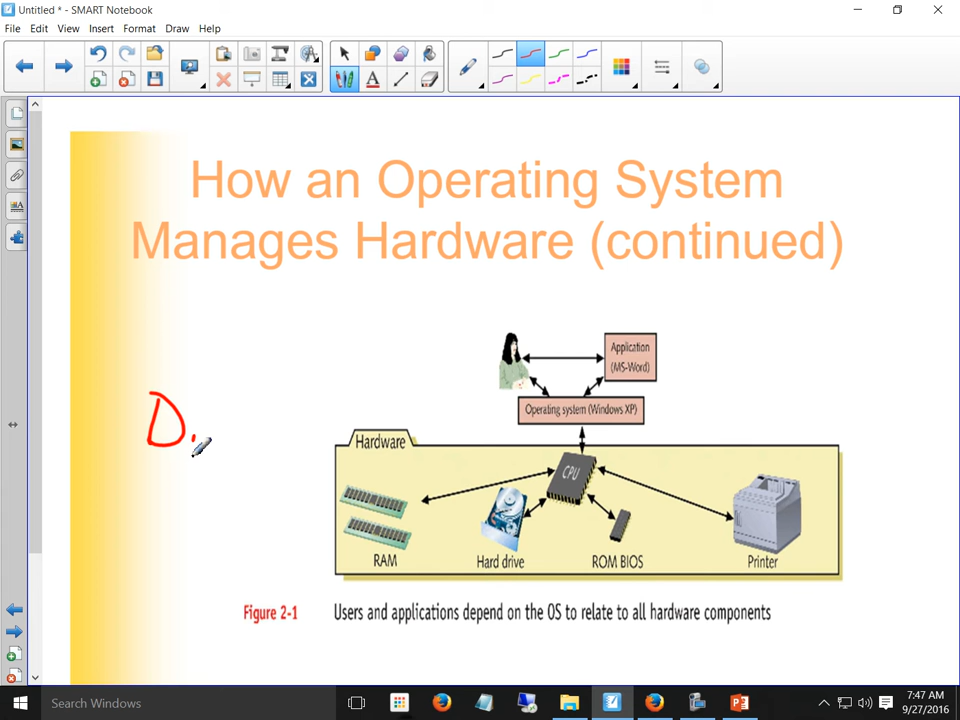 Untitled * - SMART Notebook
File Edit View Insert Format Draw Help
How an Operating System
Manages Hardware (continued)
Application
(MS-Word)
Operating system (Windows XP)
Hardware
CPU
RAM
Hard drive
ROM BIOS
Printer
D.
Figure 2-1 Users and applications depend on the OS to relate to all hardware components
Search Windows
7:47 AM
9/27/2016